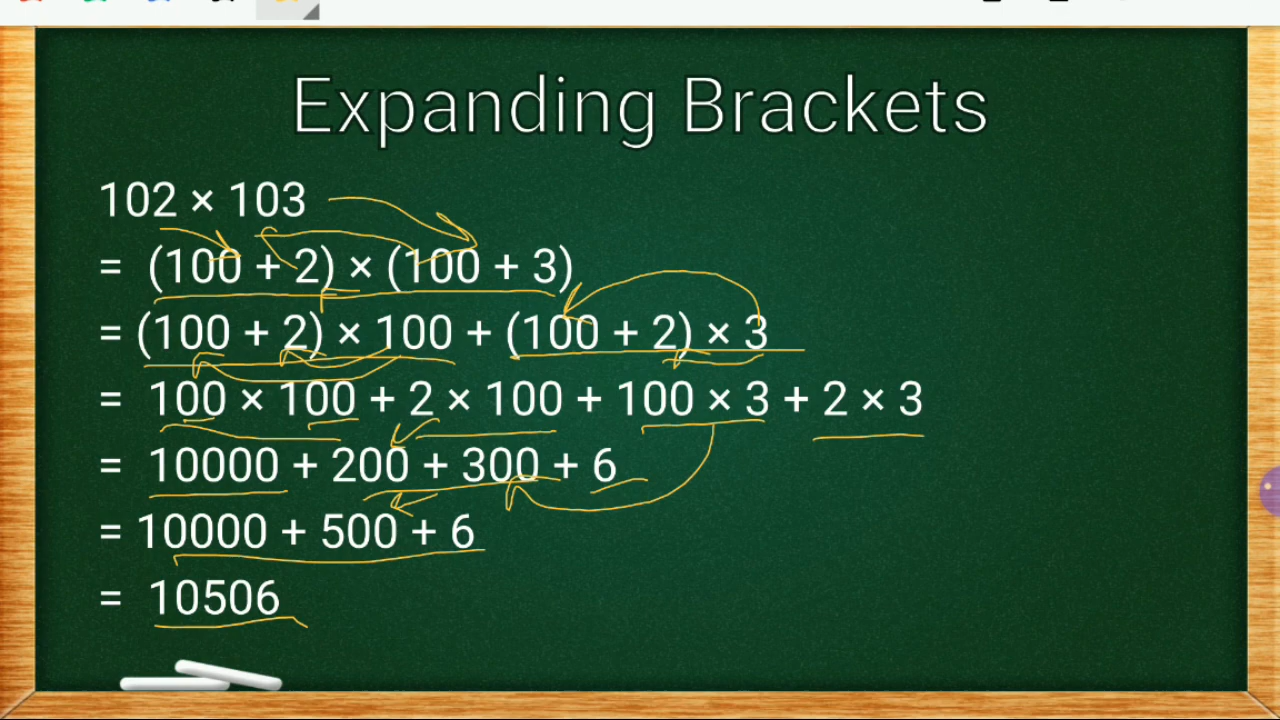 Expanding Brackets
102 × 103
= (100 + 2) × (100 + 3)
= (100 + 2) × 100 + (100 + 2) × 3
= 100 × 100 + 2 × 100 + 100 × 3 + 2 × 3
= 10000 + 200 + 300 + 6
= 10000 + 500 + 6
= 10506